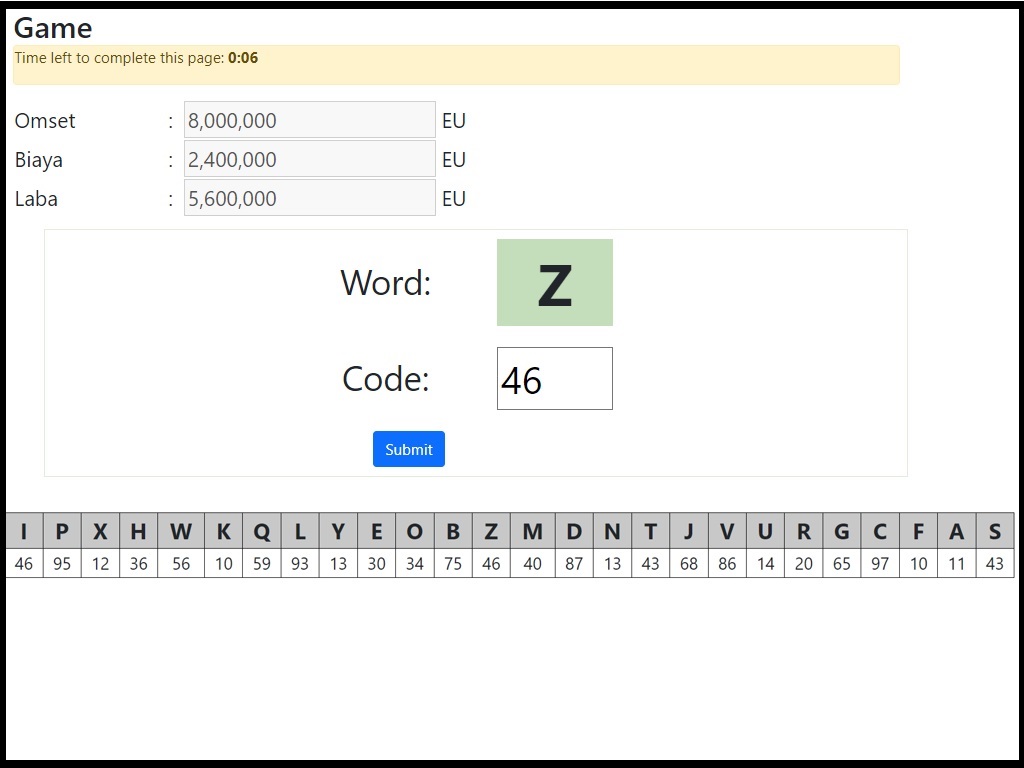 Game
Time left to complete this page: 0:06
Omset : 8,000,000 EU
Biaya : 2,400,000 EU
Laba : 5,600,000 EU
Word: Z
Code: 46
Submit
I P X H W K Q L Y E O B Z M D N T J V U R G C F A S
46 95 12 36 56 10 59 93 13 30 34 75 46 40 87 13 43 68 86 14 20 65 97 10 11 43